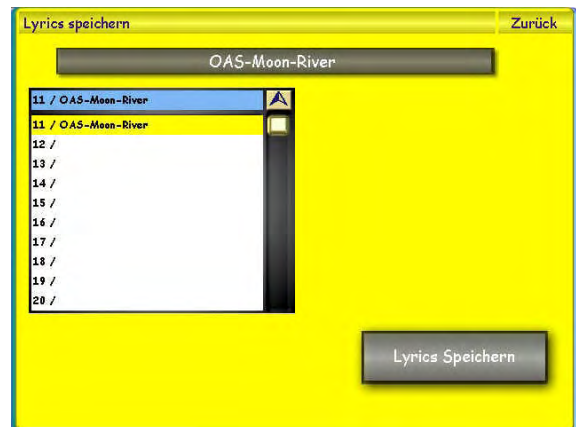 Lyrics speichern Zurück
OAS-Moon-River
11 / OAS-Moon-River
11 / OAS-Moon-River
12 /
13 /
14 /
15 /
16 /
17 /
18 /
19 /
20 /
Lyrics Speichern